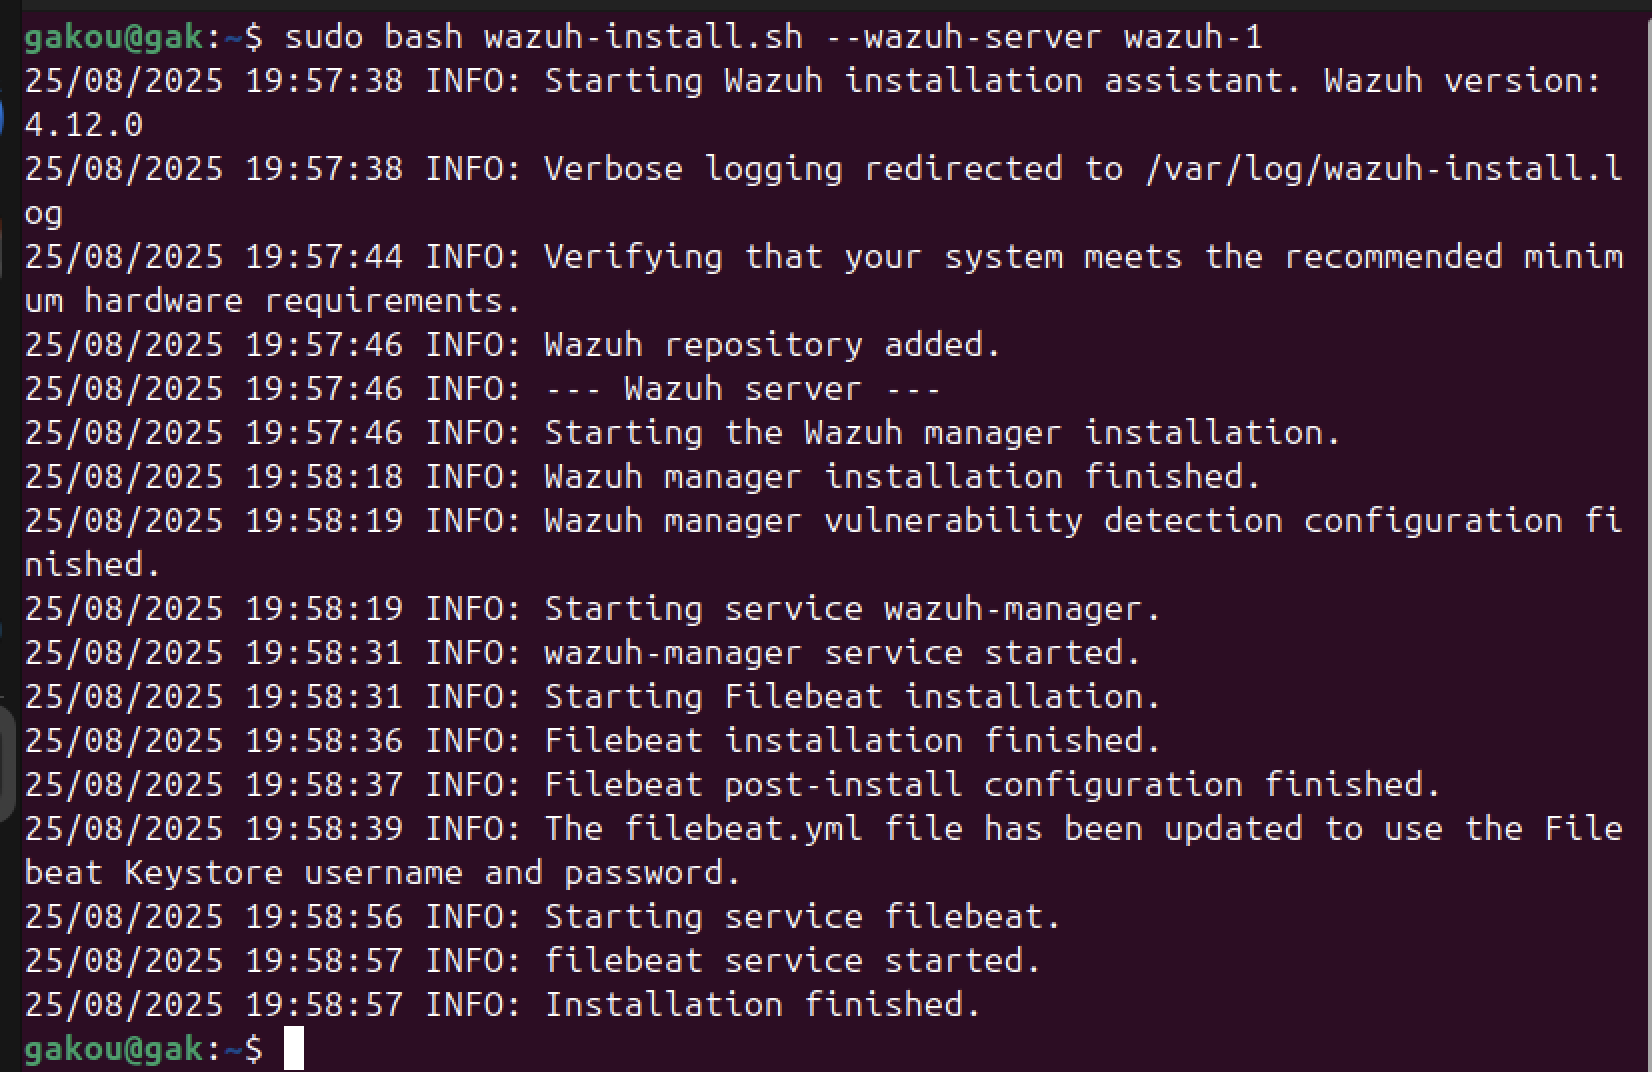 gakou@gak:~$ sudo bash wazuh-install.sh --wazuh-server wazuh-1
25/08/2025 19:57:38 INFO: Starting Wazuh installation assistant. Wazuh version:
4.12.0
25/08/2025 19:57:38 INFO: Verbose logging redirected to /var/log/wazuh-install.l
og
25/08/2025 19:57:44 INFO: Verifying that your system meets the recommended minim
um hardware requirements.
25/08/2025 19:57:46 INFO: Wazuh repository added.
25/08/2025 19:57:46 INFO: --- Wazuh server ---
25/08/2025 19:57:46 INFO: Starting the Wazuh manager installation.
25/08/2025 19:58:18 INFO: Wazuh manager installation finished.
25/08/2025 19:58:19 INFO: Wazuh manager vulnerability detection configuration fi
nished.
25/08/2025 19:58:19 INFO: Starting service wazuh-manager.
25/08/2025 19:58:31 INFO: wazuh-manager service started.
25/08/2025 19:58:31 INFO: Starting Filebeat installation.
25/08/2025 19:58:36 INFO: Filebeat installation finished.
25/08/2025 19:58:37 INFO: Filebeat post-install configuration finished.
25/08/2025 19:58:39 INFO: The filebeat.yml file has been updated to use the File
beat Keystore username and password.
25/08/2025 19:58:56 INFO: Starting service filebeat.
25/08/2025 19:58:57 INFO: filebeat service started.
25/08/2025 19:58:57 INFO: Installation finished.
gakou@gak:~$